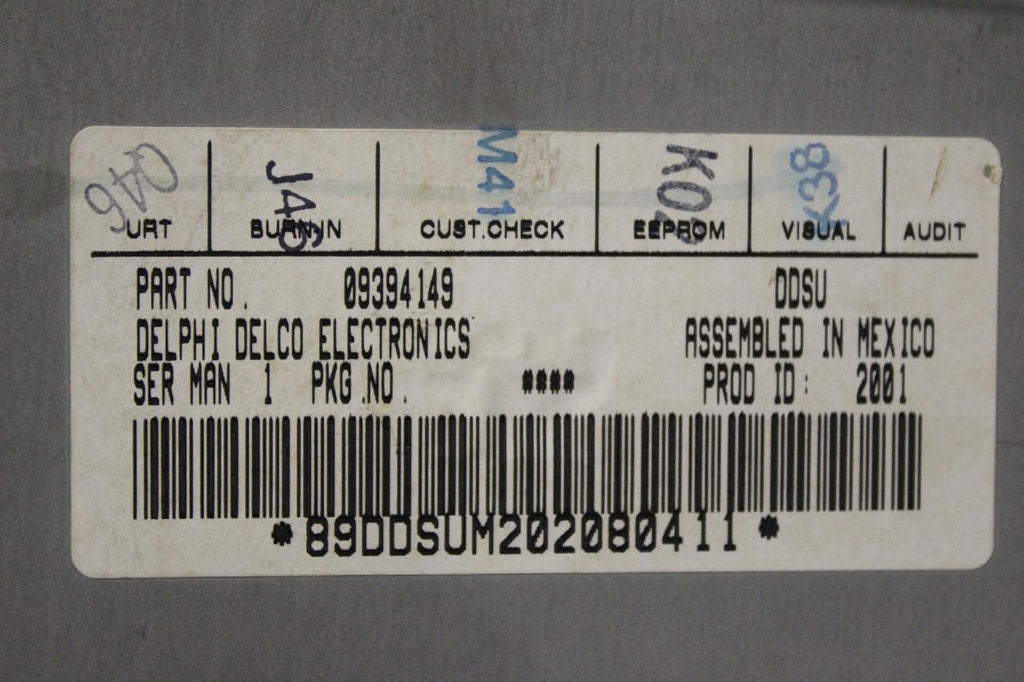 046 J46 M41 K02 K38
URT BURN.IN CUST.CHECK EEPROM VISUAL AUDIT
PART NO. 09394149 DDSU
DELPHI DELCO ELECTRONICS ASSEMBLED IN MEXICO
SER MAN 1 PKG.NO. #### PROD ID: 2001
*89DDSUM202080411*